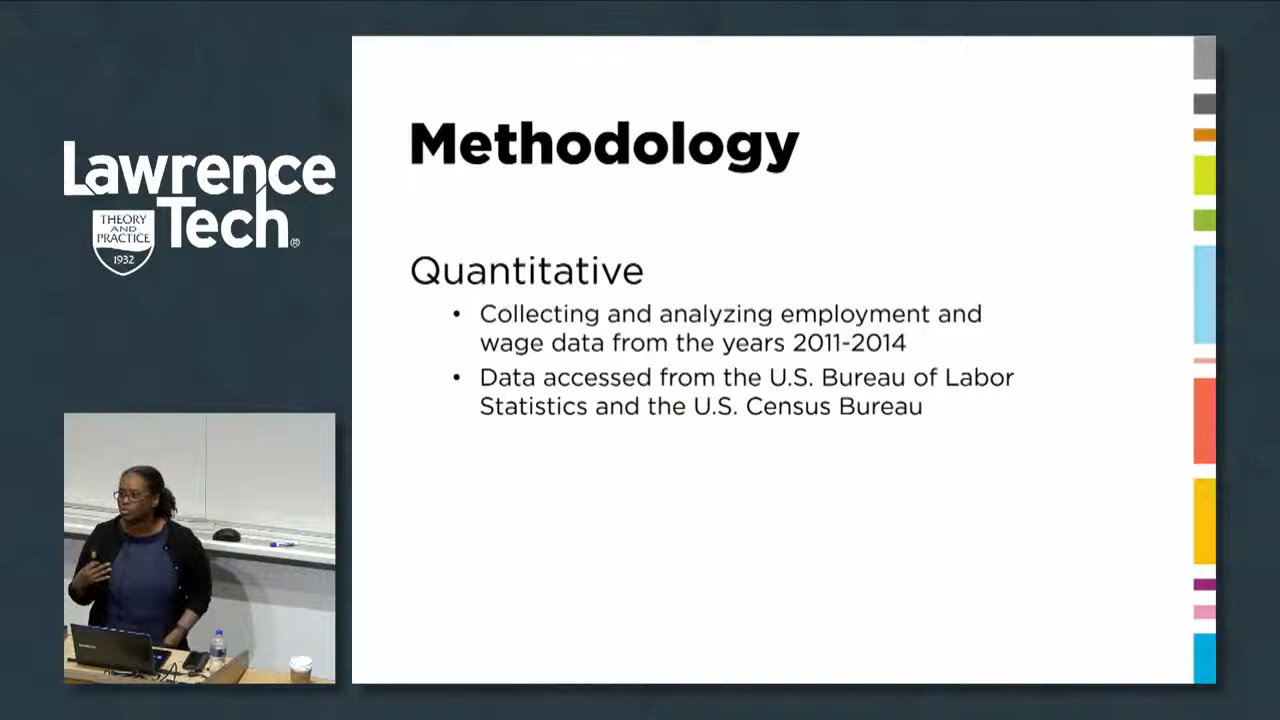 Lawrence
Tech®
THEORY
AND
PRACTICE
1932
Methodology
Quantitative
• Collecting and analyzing employment and
wage data from the years 2011-2014
• Data accessed from the U.S. Bureau of Labor
Statistics and the U.S. Census Bureau